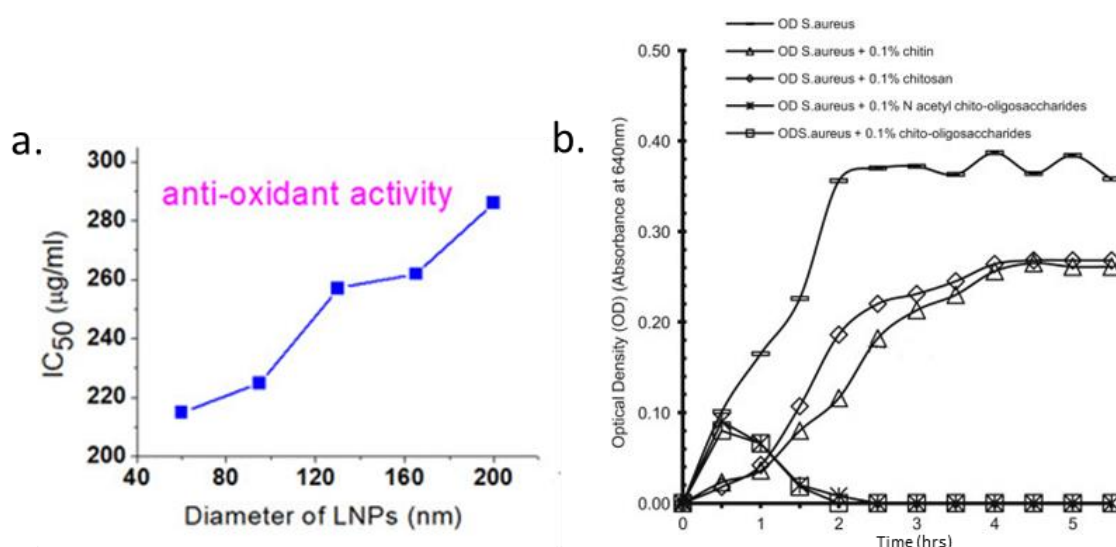 a.
anti-oxidant activity
300
280
260
240
220
200
IC50 (μg/ml)
40
80
120
160
200
Diameter of LNPs (nm)
b.
OD S.aureus
OD S.aureus + 0.1% chitin
OD S.aureus + 0.1% chitosan
OD S.aureus + 0.1% N acetyl chito-oligosaccharides
ODS.aureus + 0.1% chito-oligosaccharides
0.50
0.40
0.30
0.20
0.10
0.00
Optical Density (OD) (Absorbance at 640nm)
0
1
2
3
4
5
Time (hrs)